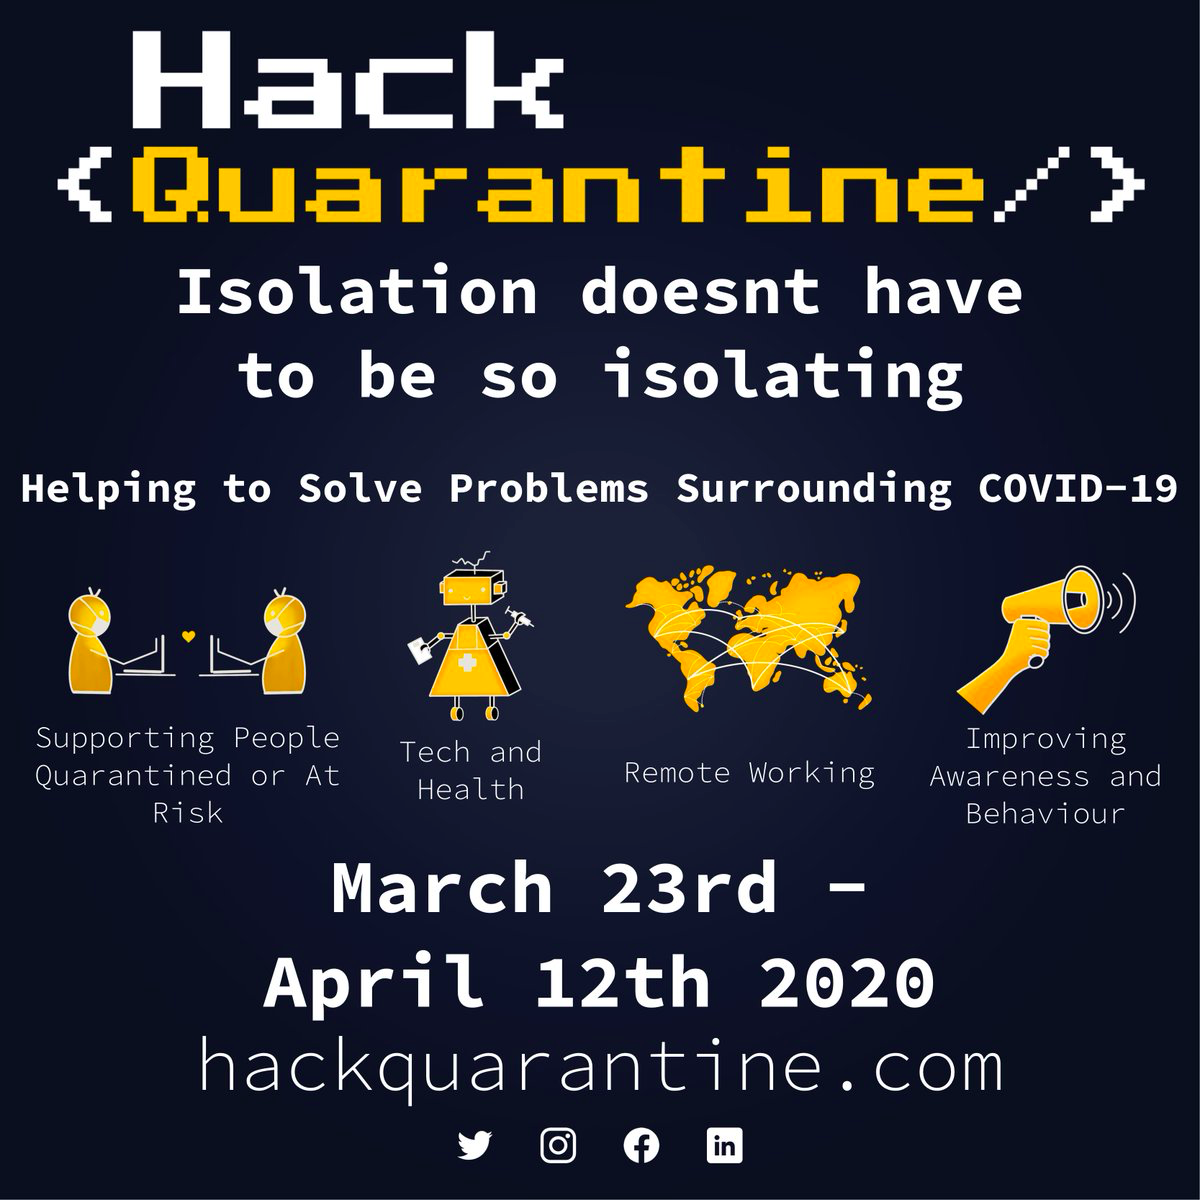 Hack
<Quarantine/>
Isolation doesnt have
to be so isolating
Helping to Solve Problems Surrounding COVID-19
Supporting People
Quarantined or At
Risk
Tech and
Health
Remote Working
Improving
Awareness and
Behaviour
March 23rd -
April 12th 2020
hackquarantine.com